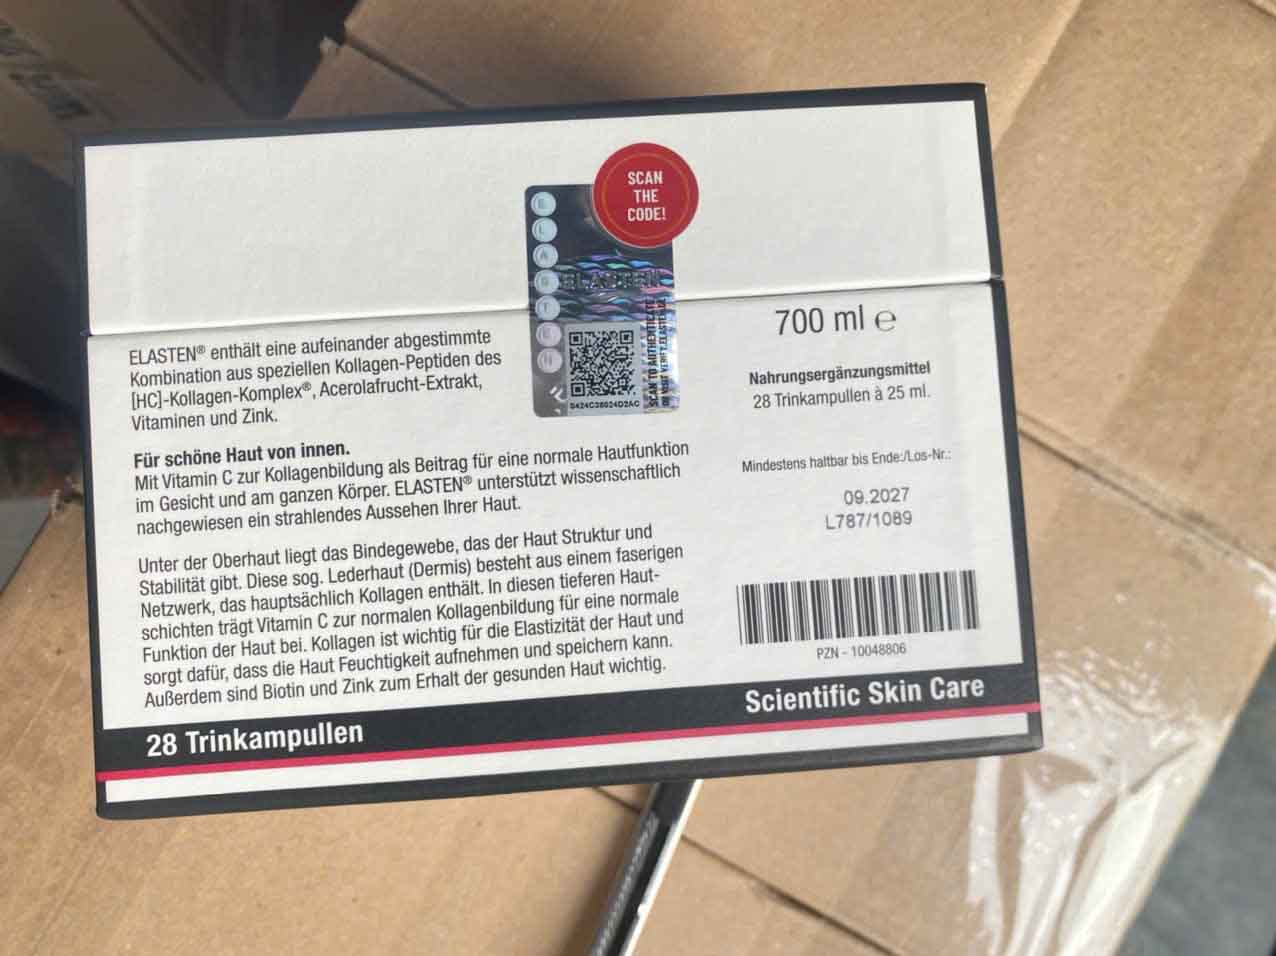 SCAN
THE
CODE!
E
L
A
S
T
E
N
ELASTEN
SCAN TO AUTHENTICATE
S424C38024D2AC
700 ml ℮
ELASTEN® enthält eine aufeinander abgestimmte
Kombination aus speziellen Kollagen-Peptiden des
[HC]-Kollagen-Komplex®, Acerolafrucht-Extrakt,
Vitaminen und Zink.
Für schöne Haut von innen.
Mit Vitamin C zur Kollagenbildung als Beitrag für eine normale Hautfunktion
im Gesicht und am ganzen Körper. ELASTEN® unterstützt wissenschaftlich
nachgewiesen ein strahlendes Aussehen Ihrer Haut.
Unter der Oberhaut liegt das Bindegewebe, das der Haut Struktur und
Stabilität gibt. Diese sog. Lederhaut (Dermis) besteht aus einem faserigen
Netzwerk, das hauptsächlich Kollagen enthält. In diesen tieferen Haut-
schichten trägt Vitamin C zur normalen Kollagenbildung für eine normale
Funktion der Haut bei. Kollagen ist wichtig für die Elastizität der Haut und
sorgt dafür, dass die Haut Feuchtigkeit aufnehmen und speichern kann.
Außerdem sind Biotin und Zink zum Erhalt der gesunden Haut wichtig.
Nahrungsergänzungsmittel
28 Trinkampullen à 25 ml.
Mindestens haltbar bis Ende:/Los-Nr.:
09.2027
L787/1089
PZN - 10048806
28 Trinkampullen
Scientific Skin Care